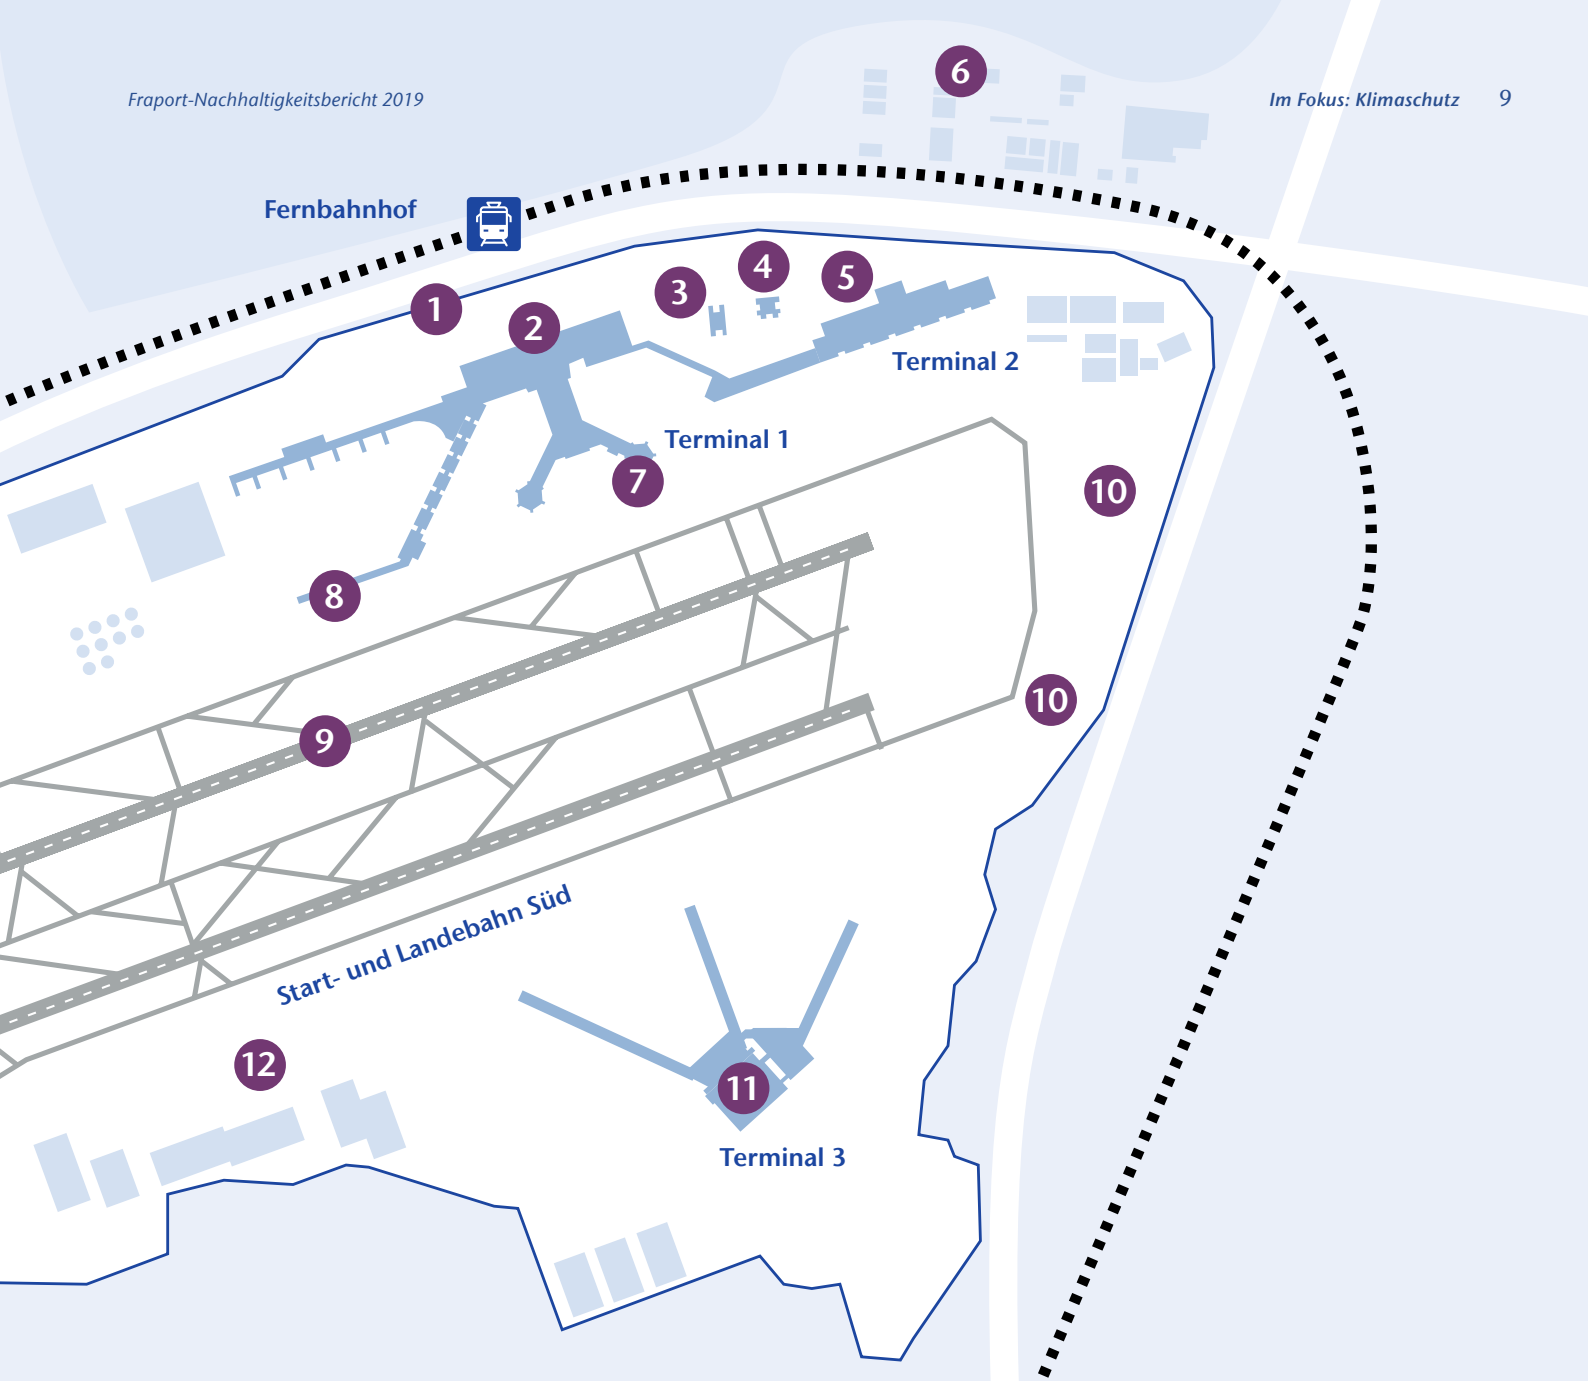 Fraport-Nachhaltigkeitsbericht 2019
Im Fokus: Klimaschutz 9
6
Fernbahnhof
1
2
3
4
5
Terminal 2
Terminal 1
7
10
8
10
9
Start- und Landebahn Süd
12
11
Terminal 3